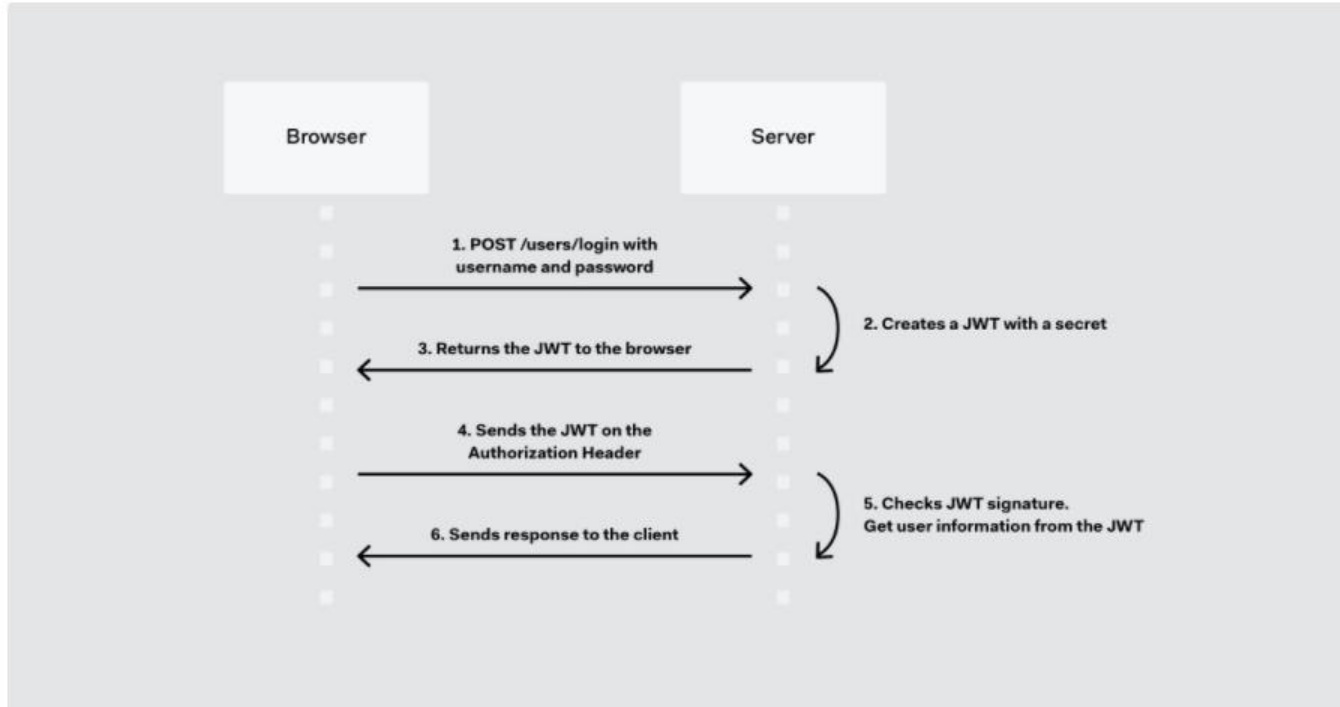 Browser
Server
1. POST /users/login with
username and password
2. Creates a JWT with a secret
3. Returns the JWT to the browser
4. Sends the JWT on the
Authorization Header
5. Checks JWT signature.
Get user information from the JWT
6. Sends response to the client